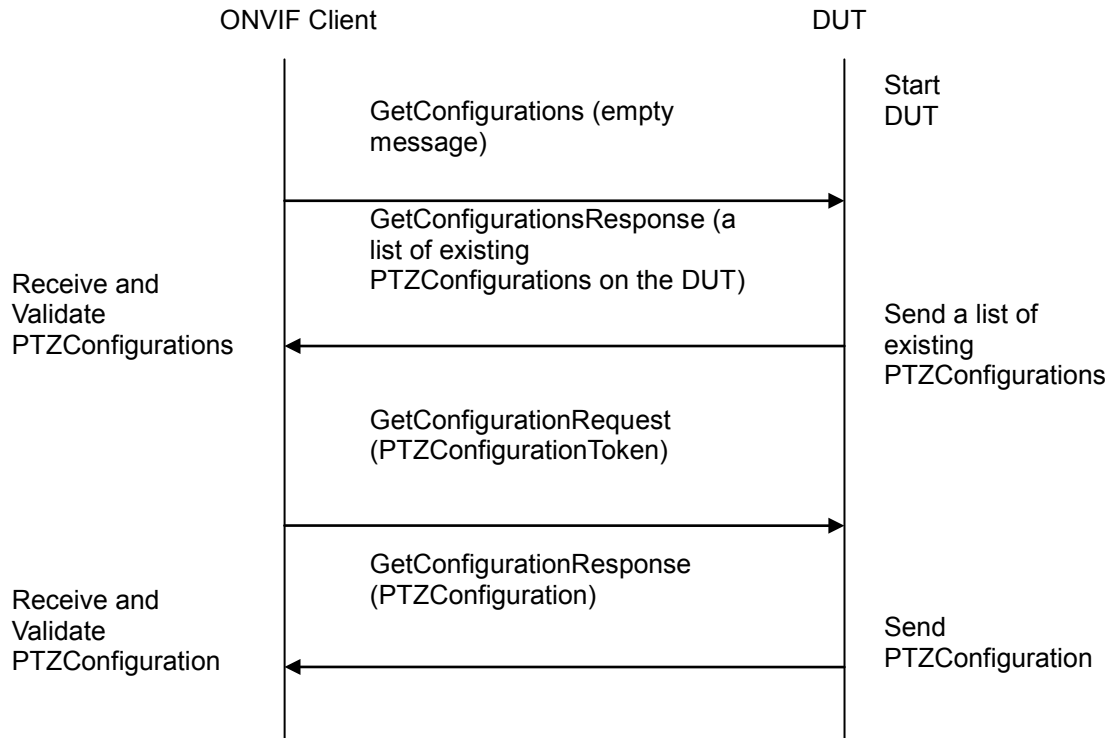 ONVIF Client
DUT
Start
DUT
GetConfigurations (empty
message)
GetConfigurationsResponse (a
list of existing
PTZConfigurations on the DUT)
Receive and
Validate
PTZConfigurations
Send a list of
existing
PTZConfigurations
GetConfigurationRequest
(PTZConfigurationToken)
GetConfigurationResponse
(PTZConfiguration)
Receive and
Validate
PTZConfiguration
Send
PTZConfiguration